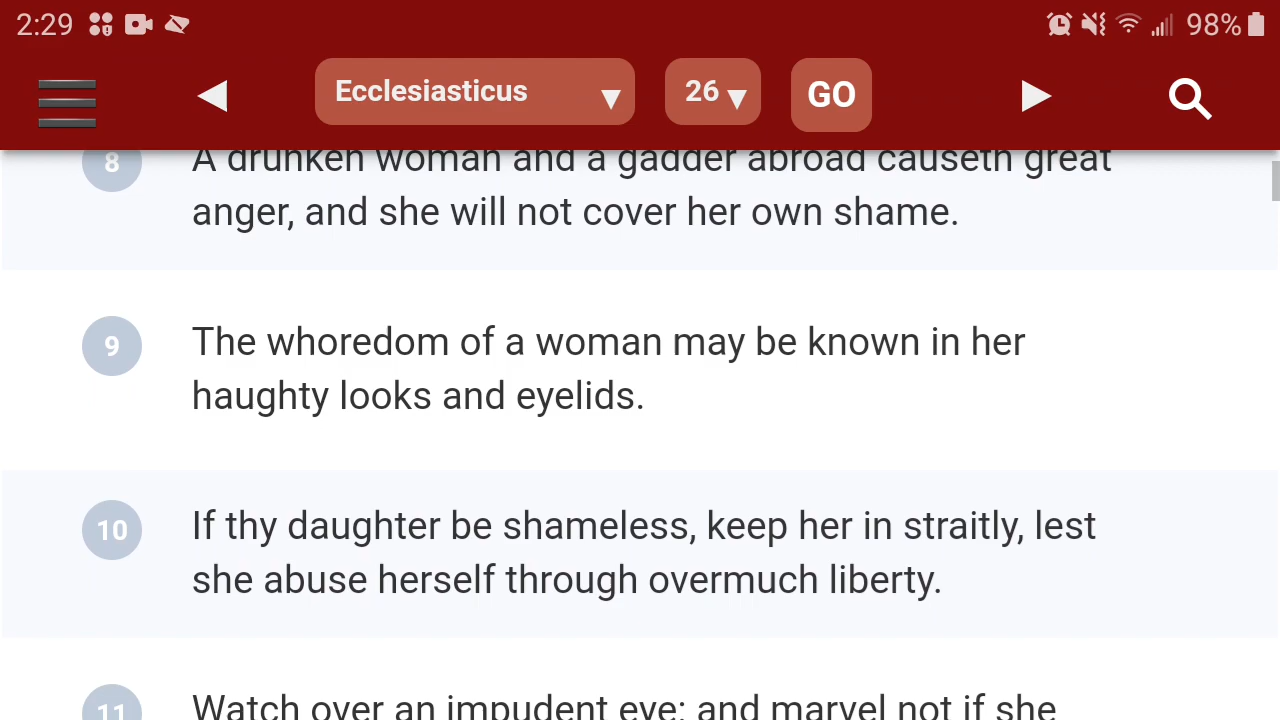 2:29 98%
Ecclesiasticus 26 GO
8 A drunken woman and a gadder abroad causeth great
anger, and she will not cover her own shame.
9 The whoredom of a woman may be known in her
haughty looks and eyelids.
10 If thy daughter be shameless, keep her in straitly, lest
she abuse herself through overmuch liberty.
11 Watch over an impudent eye: and marvel not if she